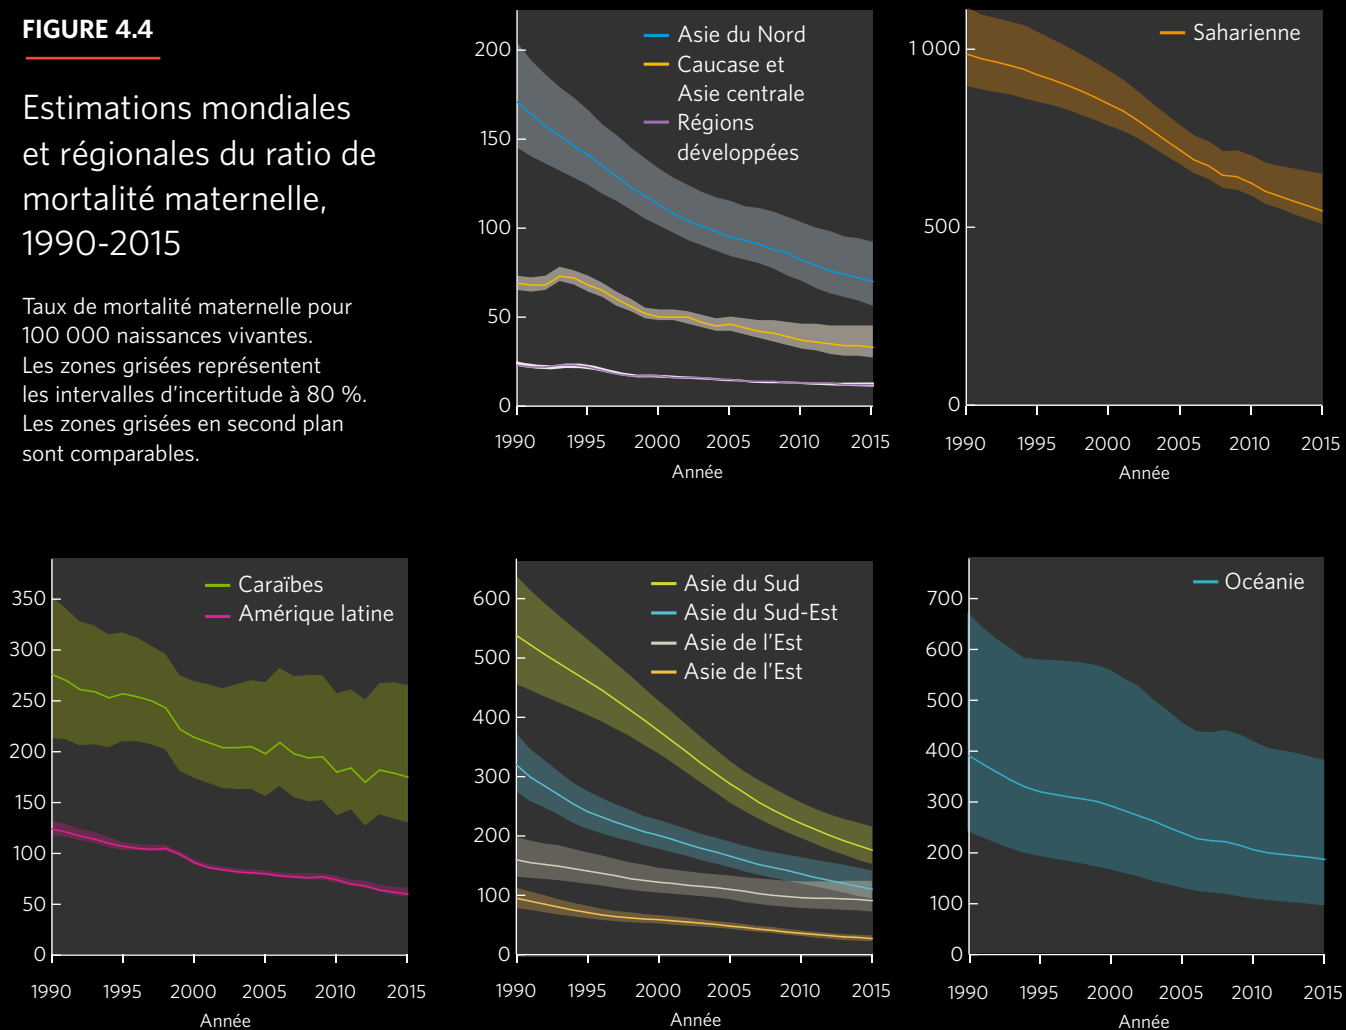 FIGURE 4.4
Estimations mondiales
et régionales du ratio de
mortalité maternelle,
1990-2015
Taux de mortalité maternelle pour
100 000 naissances vivantes.
Les zones grisées représentent
les intervalles d'incertitude à 80 %.
Les zones grisées en second plan
sont comparables.
Asie du Nord
Caucase et
Asie centrale
Régions
développées
200
150
100
50
0
1990 1995 2000 2005 2010 2015
Année
Saharienne
1 000
500
0
1990 1995 2000 2005 2010 2015
Année
Caraïbes
Amérique latine
350
300
250
200
150
100
50
0
1990 1995 2000 2005 2010 2015
Année
Asie du Sud
Asie du Sud-Est
Asie de l'Est
Asie de l'Est
600
500
400
300
200
100
0
1990 1995 2000 2005 2010 2015
Année
Océanie
700
600
500
400
300
200
100
0
1990 1995 2000 2005 2010 2015
Année